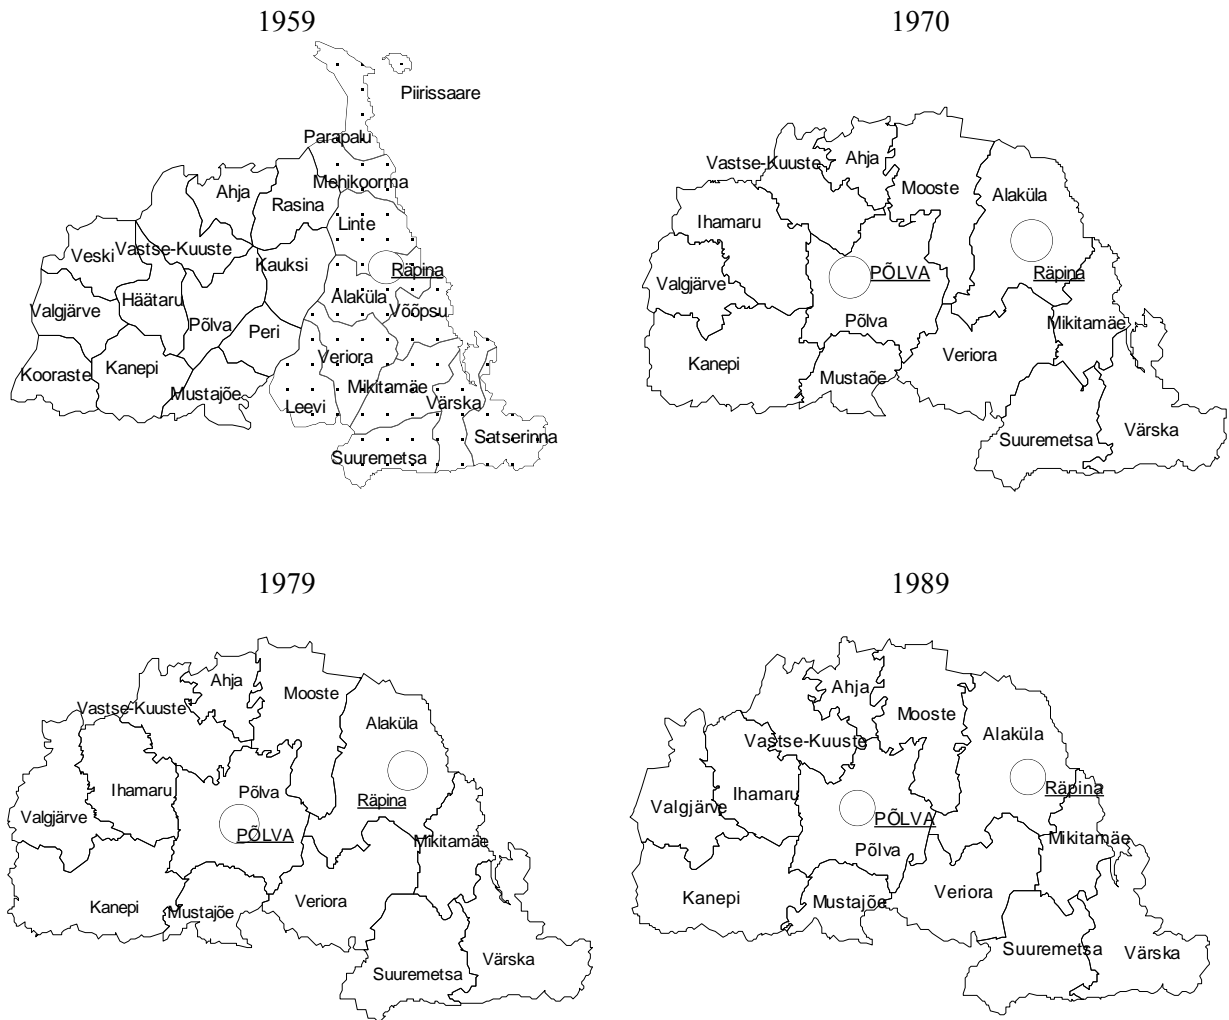 1959
1970
Piirissaare
Parapalu
Mehikoorma
Ahja
Rasina
Linte
Veski
Vastse-Kuuste
Kauksi
Räpina
Häätaru
Alaküla
Valgjärve
Võõpsu
Põlva
Peri
Veriora
Kooraste
Kanepi
Mikitamäe
Mustajõe
Leevi
Värska
Satserinna
Suuremetsa
Vastse-Kuuste
Ahja
Mooste
Alaküla
Ihamaru
PÕLVA
Räpina
Valgjärve
Põlva
Mikitamäe
Veriora
Kanepi
Mustaõe
Värska
Suuremetsa
1979
1989
Ahja
Mooste
Vastse-Kuuste
Alaküla
Ihamaru
Põlva
Räpina
Valgjärve
PÕLVA
Mikitamäe
Kanepi
Mustajõe
Veriora
Värska
Suuremetsa
Ahja
Mooste
Vastse-Kuuste
Alaküla
Räpina
Ihamaru
Valgjärve
PÕLVA
Mikitamäe
Põlva
Veriora
Kanepi
Mustajõe
Suuremetsa
Värska